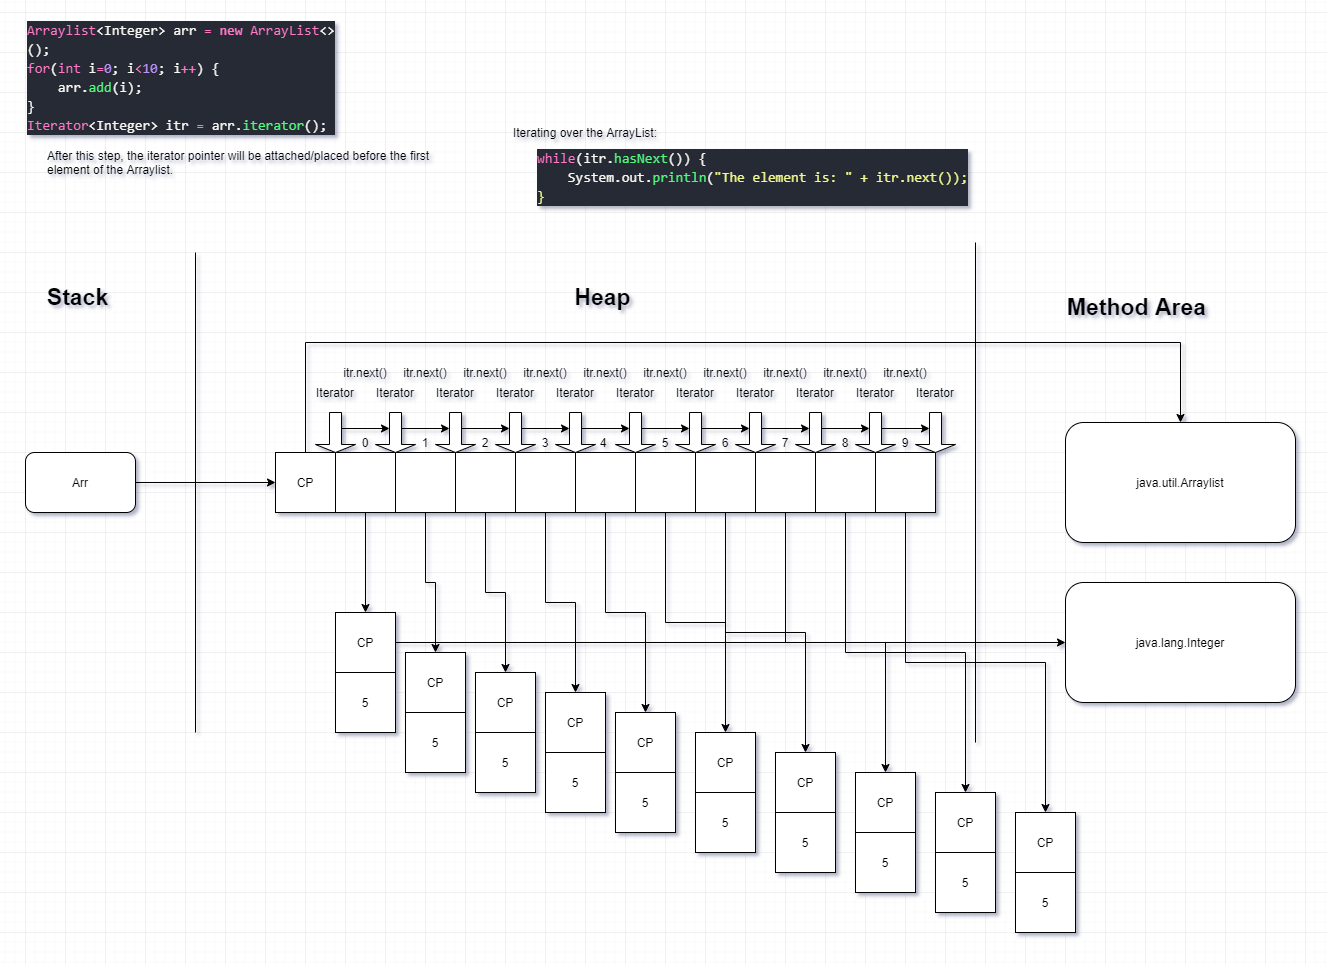 Arraylist<Integer> arr = new ArrayList<>
();
for(int i=0; i<10; i++) {
    arr.add(i);
}
Iterator<Integer> itr = arr.iterator();
After this step, the iterator pointer will be attached/placed before the first
element of the Arraylist.
Iterating over the ArrayList:
while(itr.hasNext()) {
    System.out.println("The element is: " + itr.next());
}
Stack
Heap
Method Area
itr.next() itr.next() itr.next() itr.next() itr.next() itr.next() itr.next() itr.next() itr.next() itr.next()
Iterator Iterator Iterator Iterator Iterator Iterator Iterator Iterator Iterator Iterator Iterator
0 1 2 3 4 5 6 7 8 9
Arr
CP
java.util.Arraylist
java.lang.Integer
CP
5
CP
5
CP
5
CP
5
CP
5
CP
5
CP
5
CP
5
CP
5
CP
5